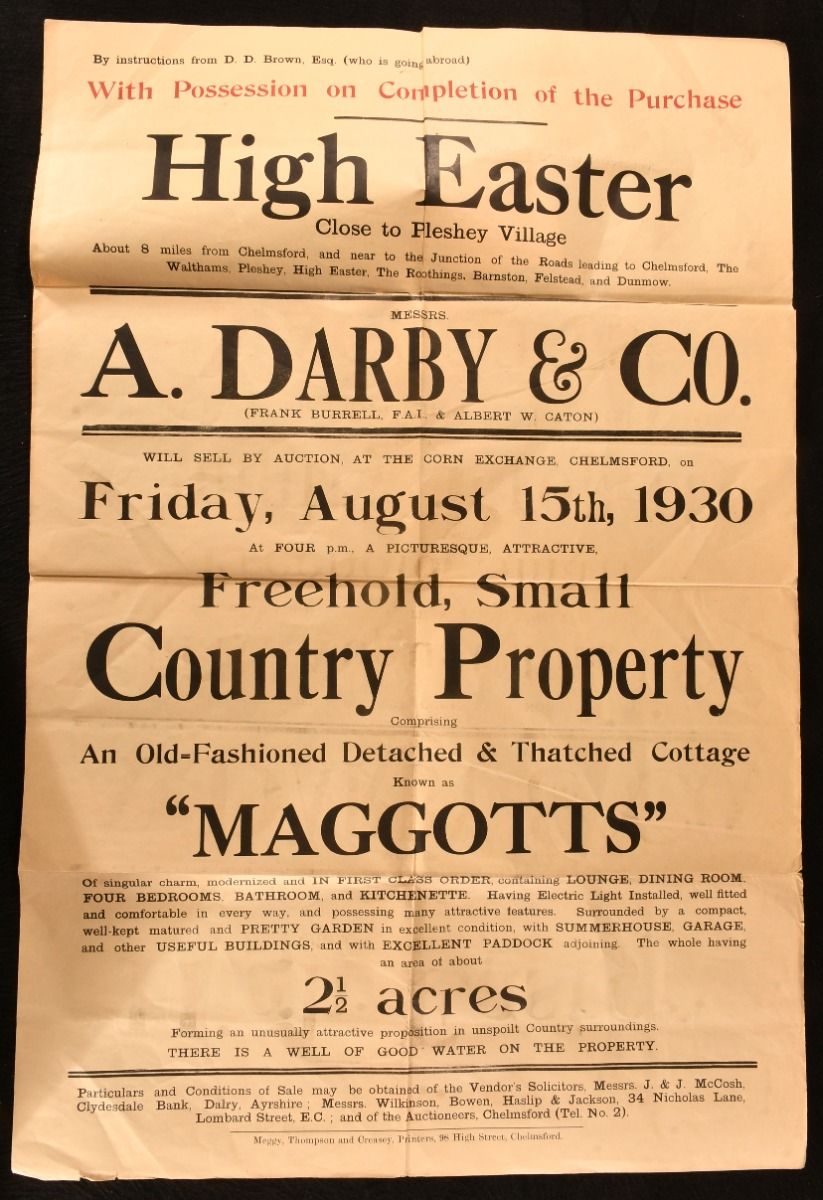 By instructions from D. D. Brown, Esq. (who is going abroad)
With Possession on Completion of the Purchase
High Easter
Close to Pleshey Village
About 8 miles from Chelmsford, and near to the Junction of the Roads leading to Chelmsford, The
Walthams, Pleshey, High Easter, The Roothings, Barnston, Felstead, and Dunmow.
MESSRS.
A. DARBY & CO.
(FRANK BURRELL, F.A.I., & ALBERT W. CATON)
WILL SELL BY AUCTION, AT THE CORN EXCHANGE, CHELMSFORD, on
Friday, August 15th, 1930
At FOUR p.m., A PICTURESQUE, ATTRACTIVE,
Freehold, Small
Country Property
Comprising
An Old-Fashioned Detached & Thatched Cottage
Known as
“MAGGOTTS”
Of singular charm, modernized and IN FIRST CLASS ORDER, containing LOUNGE, DINING ROOM,
FOUR BEDROOMS, BATHROOM, and KITCHENETTE. Having Electric Light Installed, well fitted
and comfortable in every way, and possessing many attractive features. Surrounded by a compact,
well-kept matured and PRETTY GARDEN in excellent condition, with SUMMERHOUSE, GARAGE,
and other USEFUL BUILDINGS, and with EXCELLENT PADDOCK adjoining. The whole having
an area of about
2½ acres
Forming an unusually attractive proposition in unspoilt Country surroundings.
THERE IS A WELL OF GOOD WATER ON THE PROPERTY.
Particulars and Conditions of Sale may be obtained of the Vendor's Solicitors, Messrs. J. & J. McCosh,
Clydesdale Bank, Dalry, Ayrshire; Messrs. Wilkinson, Bowen, Haslip & Jackson, 34 Nicholas Lane,
Lombard Street, E.C.; and of the Auctioneers, Chelmsford (Tel. No. 2).
Meggy, Thompson and Creasey, Printers, 98 High Street, Chelmsford.